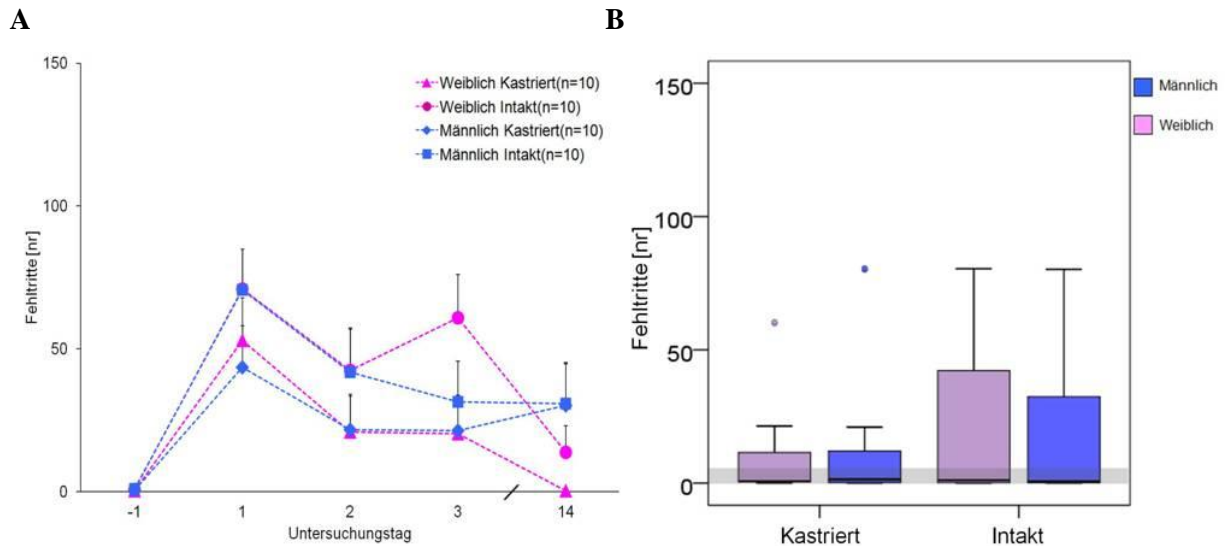 A
B
150
100
50
0
Fehltritte [nr]
Weiblich Kastriert(n=10)
Weiblich Intakt(n=10)
Männlich Kastriert(n=10)
Männlich Intakt(n=10)
-1 1 2 3 14
Untersuchungstag
150
100
50
0
Fehltritte [nr]
Kastriert Intakt
Männlich
Weiblich